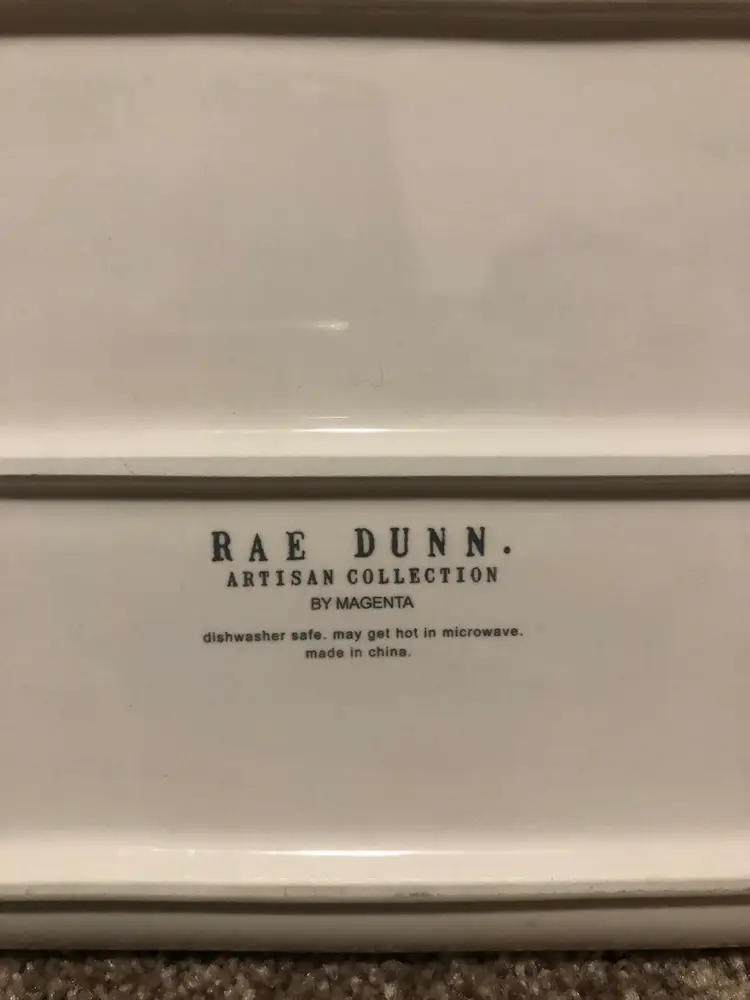 RAE DUNN.
ARTISAN COLLECTION
BY MAGENTA
dishwasher safe. may get hot in microwave.
made in china.